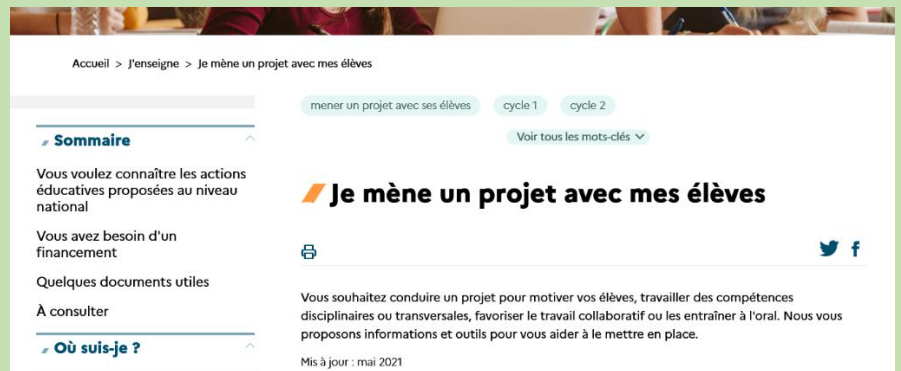 Accueil > J'enseigne > Je mène un projet avec mes élèves
mener un projet avec ses élèves cycle 1 cycle 2
Voir tous les mots-clés
Sommaire
Vous voulez connaître les actions
éducatives proposées au niveau
national
Vous avez besoin d'un
financement
Quelques documents utiles
À consulter
Où suis-je ?
Je mène un projet avec mes élèves
Vous souhaitez conduire un projet pour motiver vos élèves, travailler des compétences
disciplinaires ou transversales, favoriser le travail collaboratif ou les entraîner à l'oral. Nous vous
proposons informations et outils pour vous aider à le mettre en place.
Mis à jour : mai 2021